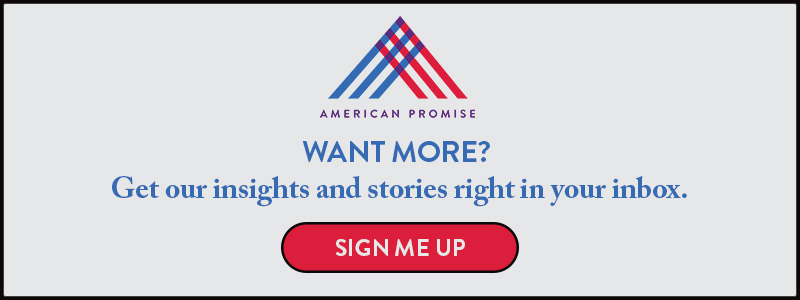 AMERICAN PROMISE
WANT MORE?
Get our insights and stories right in your inbox.
SIGN ME UP